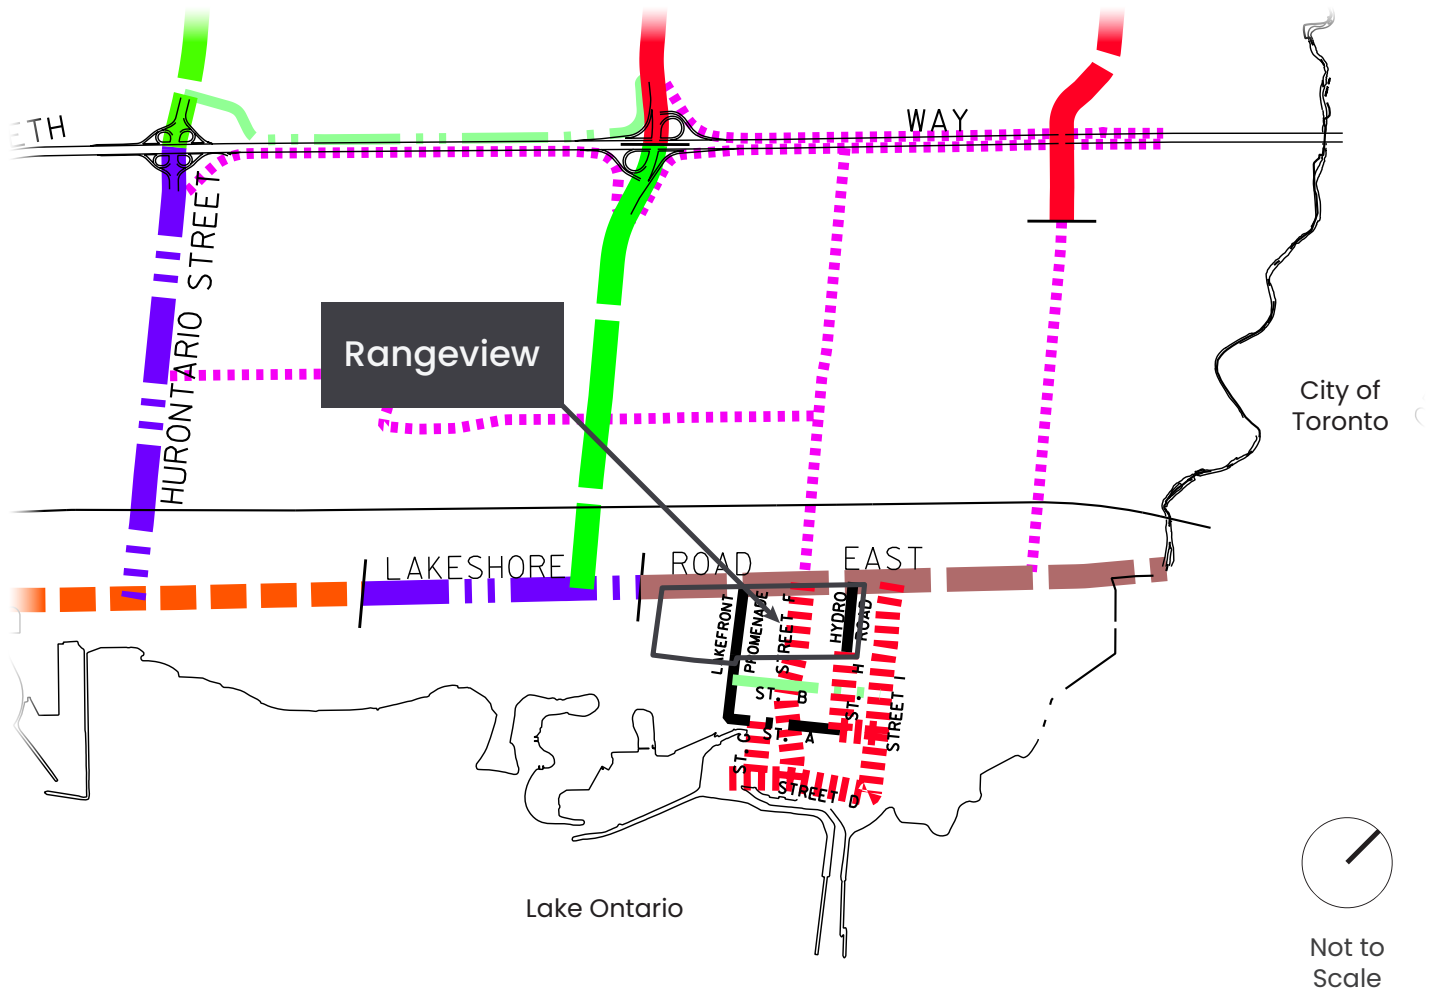 ETH
WAY
HURONTARIO STREET
Rangeview
City of
Toronto
LAKESHORE ROAD EAST
LAKEFRONT
PROMENADE
STREET F
HYDRO
ROAD
ST. H
STREET I
ST. B
ST. A
ST. G
STREET D
Lake Ontario
Not to
Scale